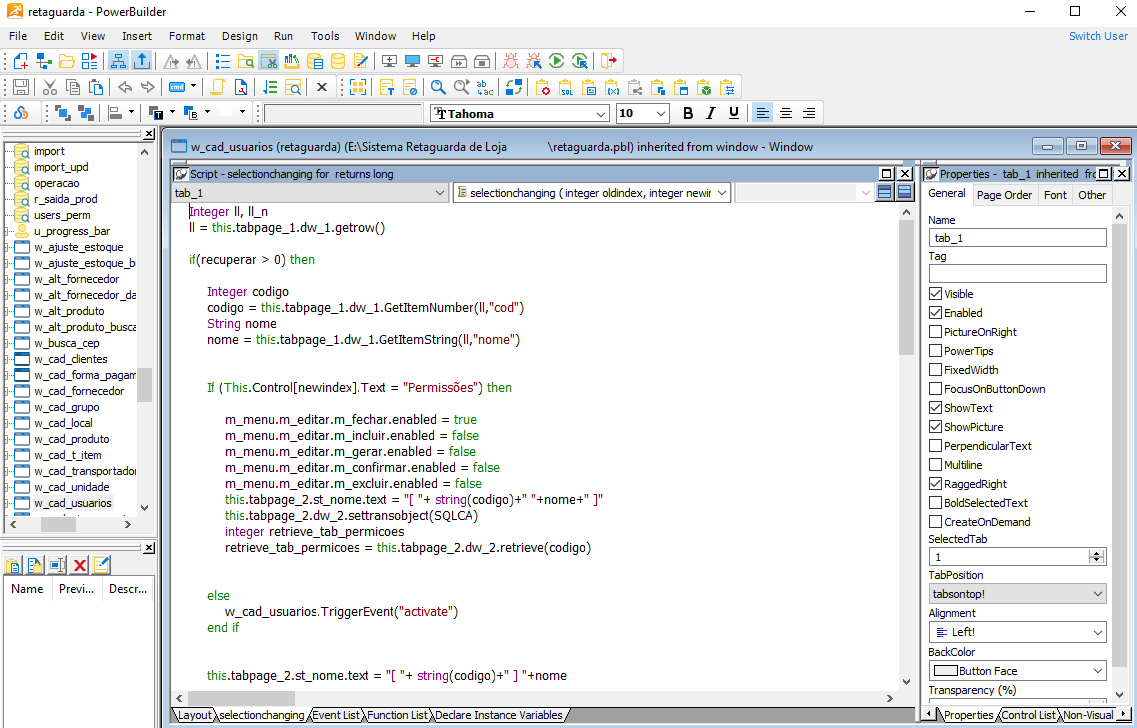 retaguarda - PowerBuilder
File Edit View Insert Format Design Run Tools Window Help
Switch User
Tahoma 10 B I U
import
import_upd
operacao
r_saida_prod
users_perm
u_progress_bar
w_ajuste_estoque
w_ajuste_estoque_b
w_alt_fornecedor
w_alt_fornecedor_da
w_alt_produto
w_alt_produto_busca
w_busca_cep
w_cad_clientes
w_cad_forma_pagam
w_cad_fornecedor
w_cad_grupo
w_cad_local
w_cad_produto
w_cad_t_item
w_cad_transportador
w_cad_unidade
w_cad_usuarios
Name Previ... Descr...
w_cad_usuarios (retaguarda) (E:\Sistema Retaguarda de Loja \retaguarda.pbl) inherited from window - Window
Script - selectionchanging for returns long
tab_1 selectionchanging ( integer oldindex, integer newir
Integer ll, ll_n
ll = this.tabpage_1.dw_1.getrow()
if(recuperar > 0) then
Integer codigo
codigo = this.tabpage_1.dw_1.GetItemNumber(ll,"cod")
String nome
nome = this.tabpage_1.dw_1.GetItemString(ll,"nome")
If (This.Control[newindex].Text = "Permissões") then
m_menu.m_editar.m_fechar.enabled = true
m_menu.m_editar.m_incluir.enabled = false
m_menu.m_editar.m_gerar.enabled = false
m_menu.m_editar.m_confirmar.enabled = false
m_menu.m_editar.m_excluir.enabled = false
this.tabpage_2.st_nome.text = "[ "+ string(codigo)+" "+nome+" ]"
this.tabpage_2.dw_2.settransobject(SQLCA)
integer retrieve_tab_permicoes
retrieve_tab_permicoes = this.tabpage_2.dw_2.retrieve(codigo)
else
w_cad_usuarios.TriggerEvent("activate")
end if
this.tabpage_2.st_nome.text = "[ "+ string(codigo)+" ] "+nome
Layout selectionchanging Event List Function List Declare Instance Variables
Properties - tab_1 inherited fro
General Page Order Font Other
Name
tab_1
Tag
Visible
Enabled
PictureOnRight
PowerTips
FixedWidth
FocusOnButtonDown
ShowText
ShowPicture
PerpendicularText
Multiline
RaggedRight
BoldSelectedText
CreateOnDemand
SelectedTab
1
TabPosition
tabsontop!
Alignment
Left!
BackColor
Button Face
Transparency (%)
Properties Control List Non-Visual